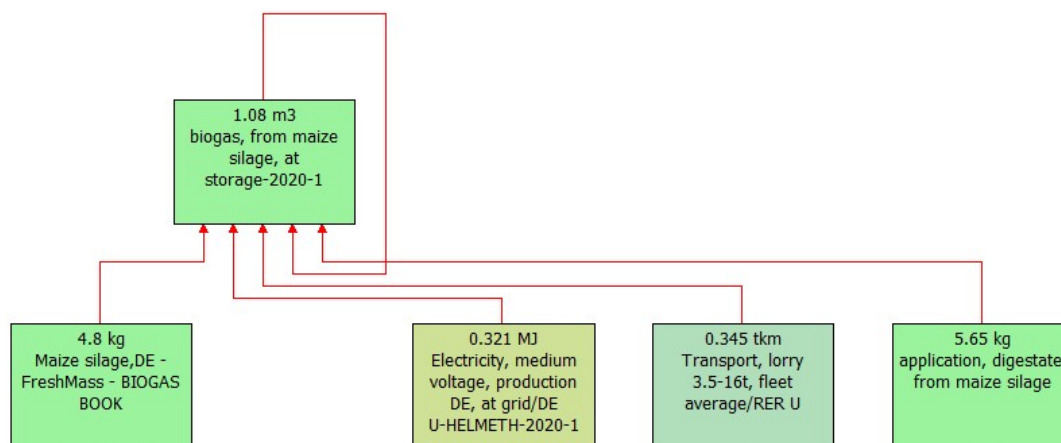 1.08 m3
biogas, from maize
silage, at
storage-2020-1
4.8 kg
Maize silage,DE -
FreshMass - BIOGAS
BOOK
0.321 MJ
Electricity, medium
voltage, production
DE, at grid/DE
U-HELMETH-2020-1
0.345 tkm
Transport, lorry
3.5-16t, fleet
average/RER U
5.65 kg
application, digestate
from maize silage